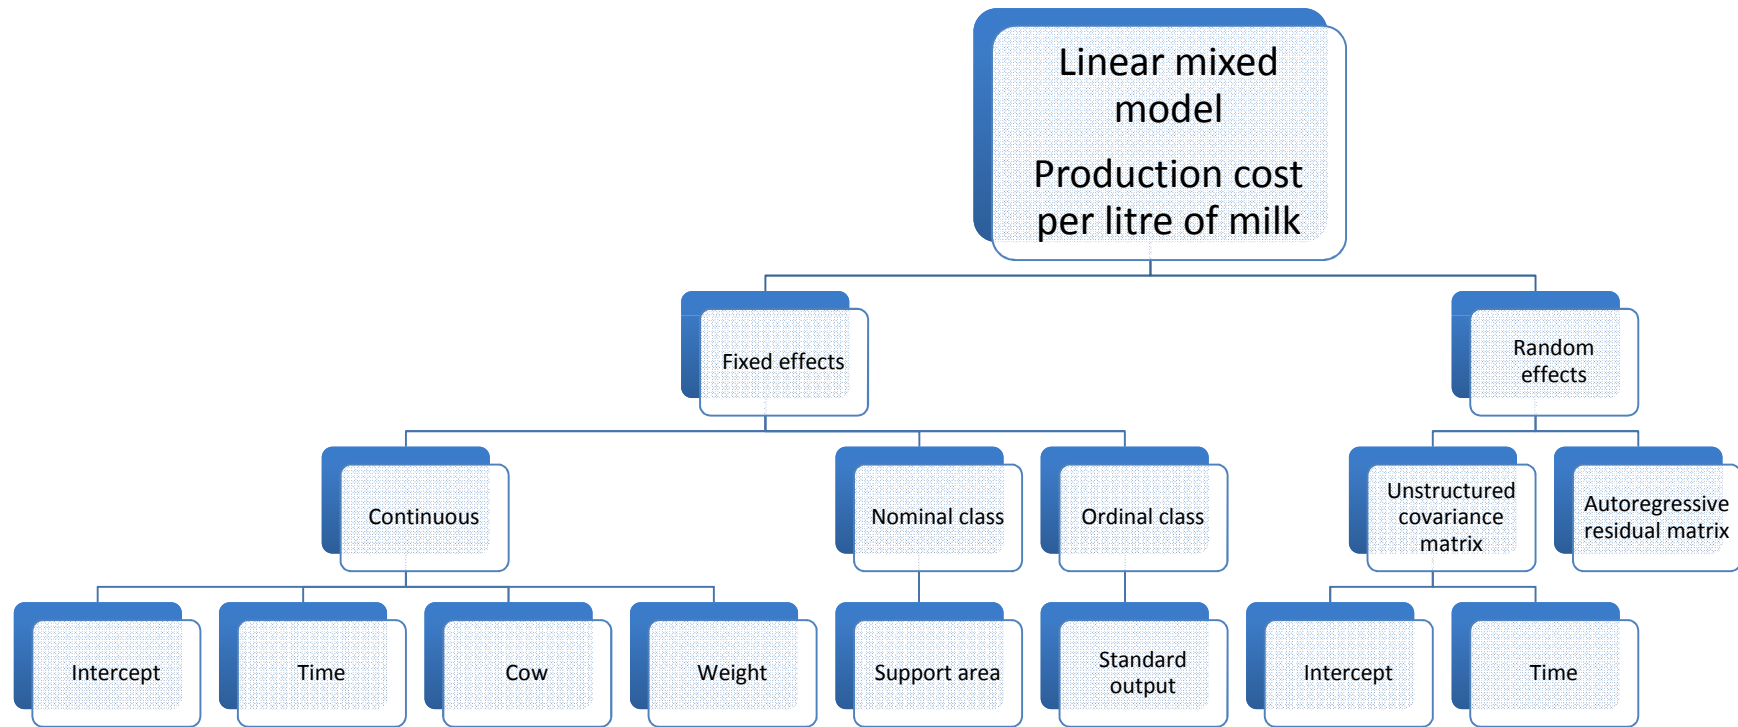 Linear mixed
model
Production cost
per litre of milk
Fixed effects
Random
effects
Continuous
Nominal class
Ordinal class
Unstructured
covariance
matrix
Autoregressive
residual matrix
Intercept
Time
Cow
Weight
Support area
Standard
output
Intercept
Time